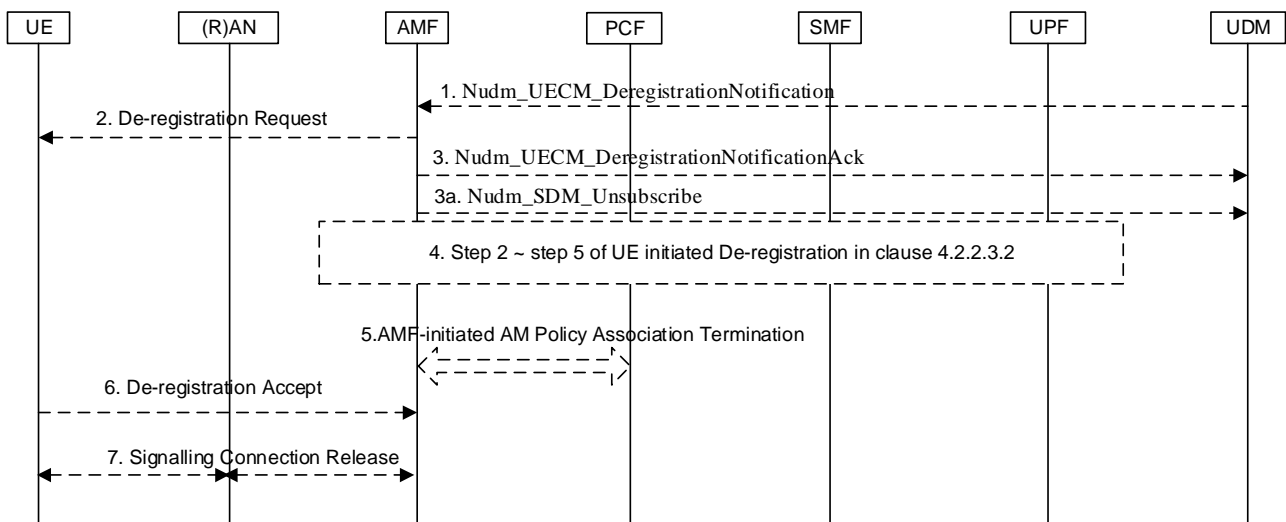 UE
(R)AN
AMF
PCF
SMF
UPF
UDM
1. Nudm_UECM_DeregistrationNotification
2. De-registration Request
3. Nudm_UECM_DeregistrationNotificationAck
3a. Nudm_SDM_Unsubscribe
4. Step 2 ~ step 5 of UE initiated De-registration in clause 4.2.2.3.2
5.AMF-initiated AM Policy Association Termination
6. De-registration Accept
7. Signalling Connection Release